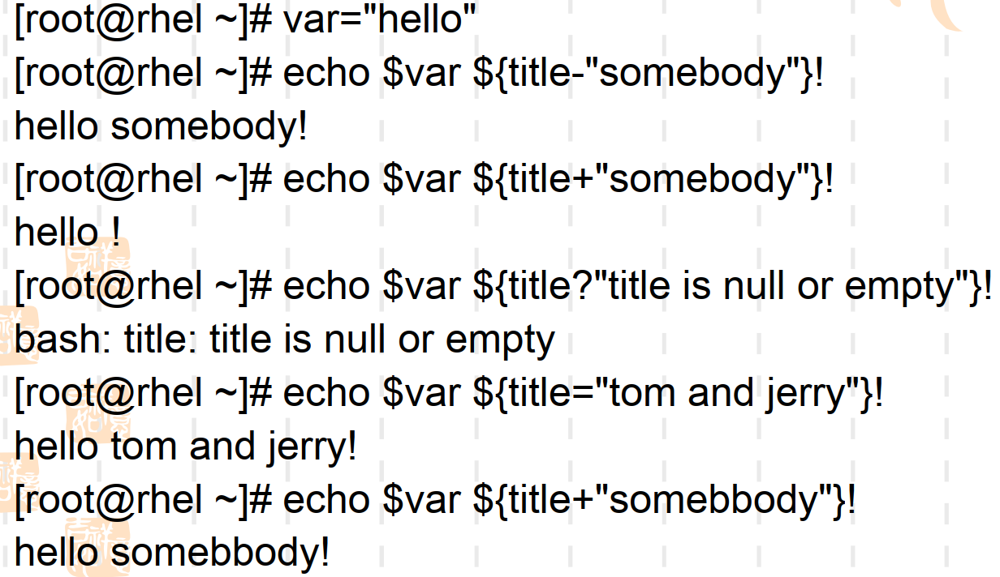 [root@rhel ~]# var="hello"
[root@rhel ~]# echo $var ${title-"somebody"}!
hello somebody!
[root@rhel ~]# echo $var ${title+"somebody"}!
hello !
[root@rhel ~]# echo $var ${title?"title is null or empty"}!
bash: title: title is null or empty
[root@rhel ~]# echo $var ${title="tom and jerry"}!
hello tom and jerry!
[root@rhel ~]# echo $var ${title+"somebbody"}!
hello somebbody!